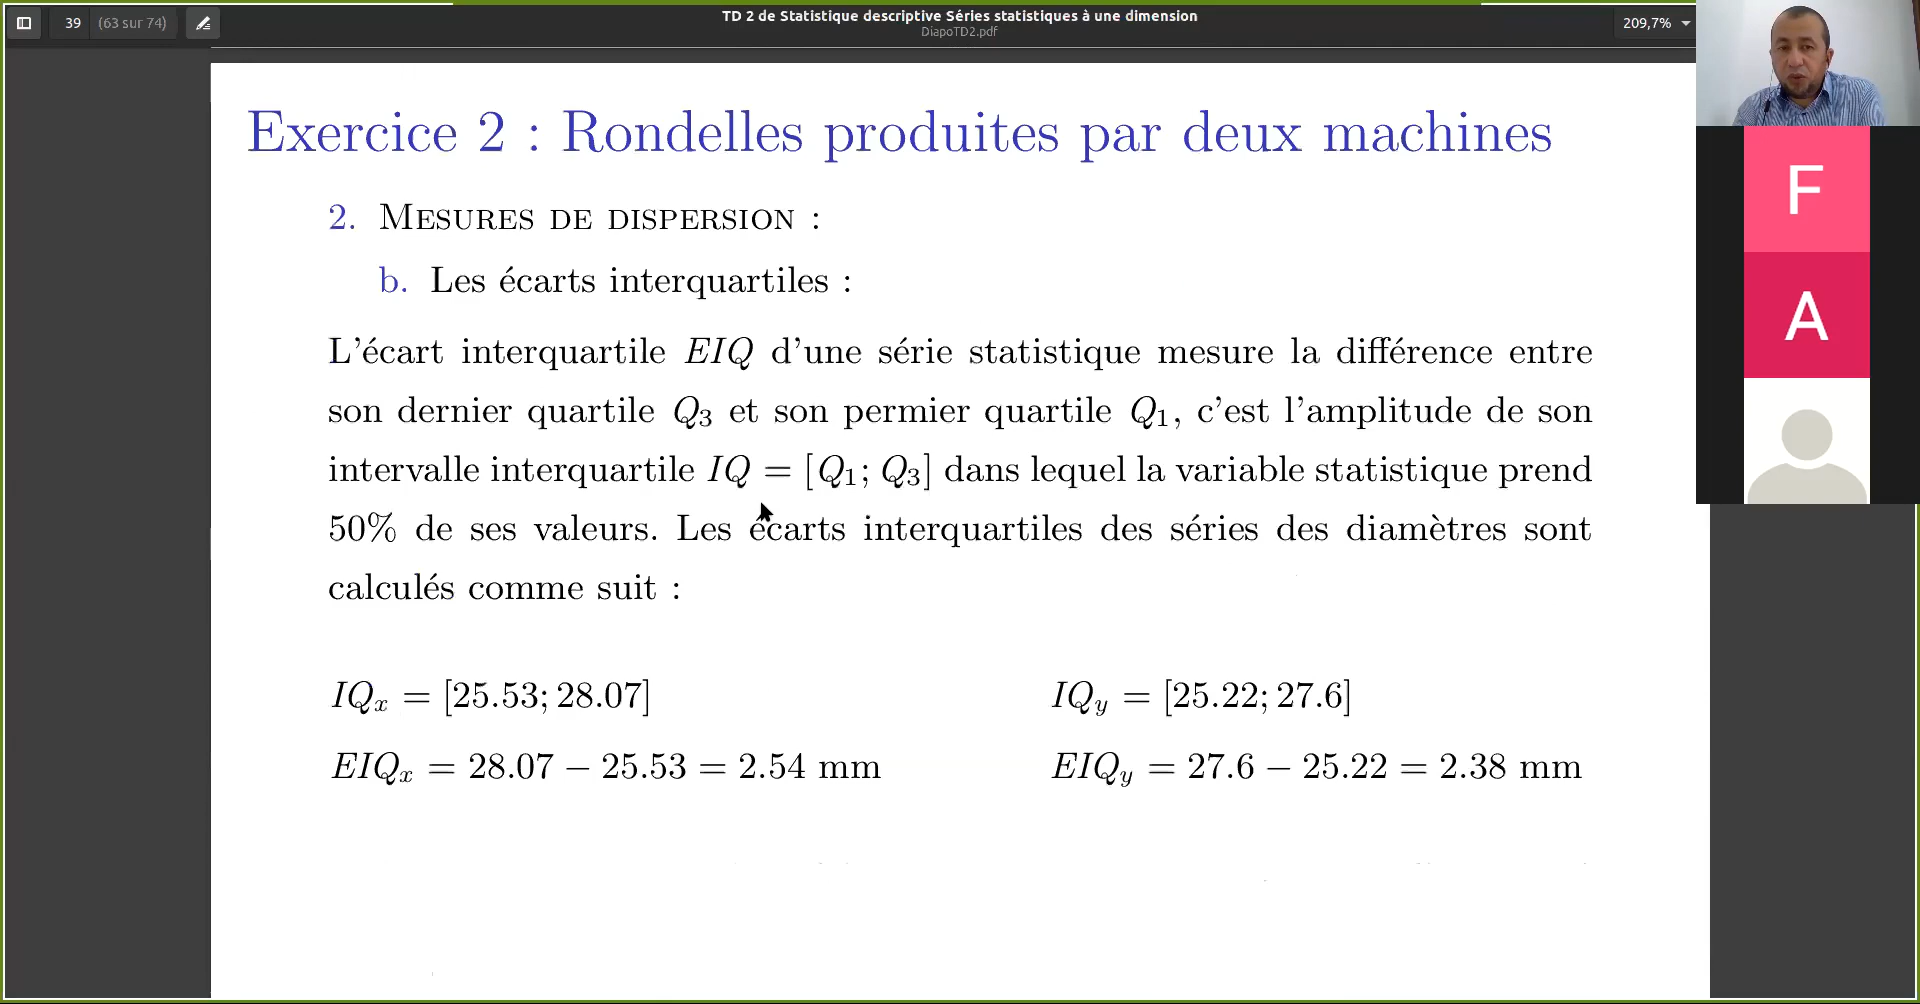 39 (63 sur 74)
TD 2 de Statistique descriptive Séries statistiques à une dimension
DiapoTD2.pdf
209,7%
Exercice 2 : Rondelles produites par deux machines
2. MESURES DE DISPERSION :
b. Les écarts interquartiles :
L'écart interquartile EIQ d'une série statistique mesure la différence entre
son dernier quartile Q₃ et son permier quartile Q₁, c'est l'amplitude de son
intervalle interquartile IQ = [Q₁; Q₃] dans lequel la variable statistique prend
50% de ses valeurs. Les écarts interquartiles des séries des diamètres sont
calculés comme suit :
IQₓ = [25.53; 28.07]
EIQₓ = 28.07 − 25.53 = 2.54 mm
IQᵧ = [25.22; 27.6]
EIQᵧ = 27.6 − 25.22 = 2.38 mm
F
A